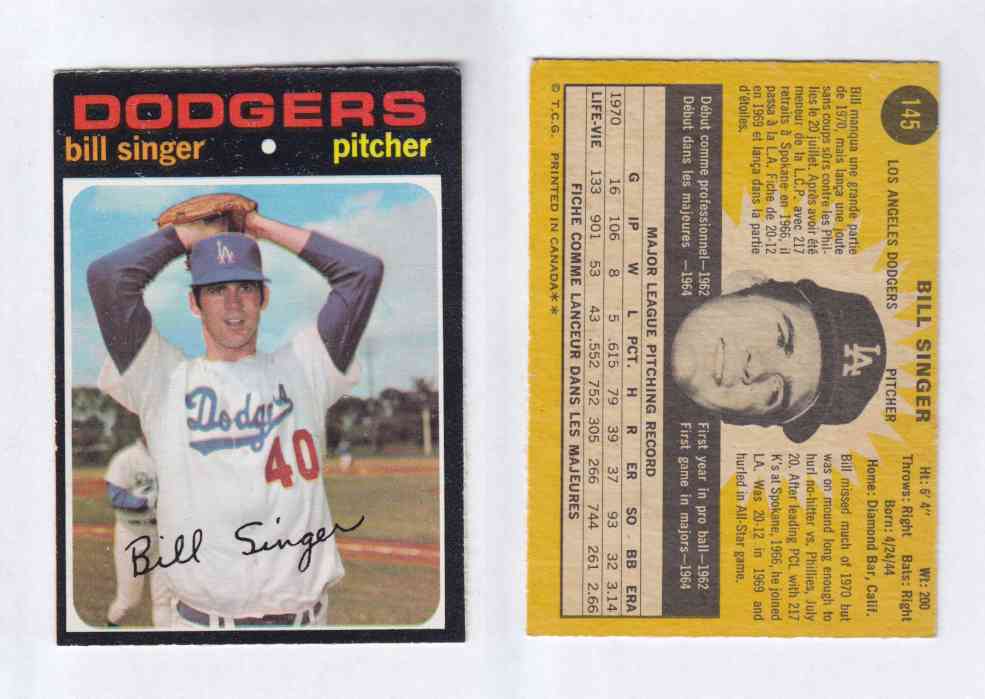 DODGERS
bill singer pitcher
LA
Dodgers
40
Bill Singer
145
BILL SINGER
LOS ANGELES DODGERS PITCHER
Ht: 6' 4" Wt: 200
Throws: Right Bats: Right
Born: 4/24/44
Home: Diamond Bar, Calif.
Bill manqua une grande partie
de 1970, mais lança une joute
sans coups sûrs contre les Phil-
lies le 20 juillet. Après avoir été
meneur de la L.C.P. avec 217
retraits à Spokane en 1966, il
passa à la L.A. Fiche de 20-12
en 1969 et lança dans la partie
d'étoiles.
LA
Bill missed much of 1970 but
was on mound long enough to
hurl no-hitter vs. Phillies, July
20. After leading PCL with 217
K's at Spokane, 1966, he joined
LA. Was 20-12 in 1969 and
hurled in All-Star game.
Début comme professionnel—1962
Début dans les majeures —1964
First year in pro ball—1962
First game in majors—1964
MAJOR LEAGUE PITCHING RECORD
G IP W L PCT. H R ER SO BB ERA
1970 16 106 8 5 .615 79 39 37 93 32 3.14
LIFE-VIE 133 901 53 43 .552 752 305 266 744 261 2.66
FICHE COMME LANCEUR DANS LES MAJEURES
© T.C.G. PRINTED IN CANADA**